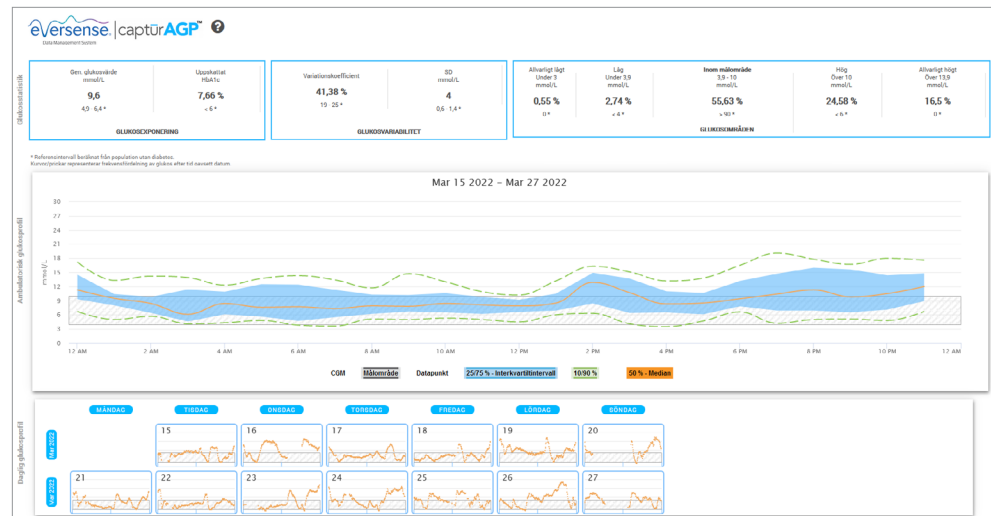 eversense. | captūrAGP™ ?
Data Management System
Glukosstatistik
Gen. glukosvärde
mmol/L
9,6
4,9 - 6,4 *
Uppskattat
HbA1c
7,66 %
< 6 *
GLUKOSEXPONERING
Variationskoefficient
41,38 %
19 - 25 *
SD
mmol/L
4
0,6 - 1,4 *
GLUKOSVARIABILITET
Allvarligt lågt
Under 3
mmol/L
0,55 %
0 *
Låg
Under 3,9
mmol/L
2,74 %
< 4 *
Inom målområde
3,9 - 10
mmol/L
55,63 %
> 90 *
Hög
Över 10
mmol/L
24,58 %
< 6 *
Allvarligt högt
Över 13,9
mmol/L
16,5 %
0 *
GLUKOSOMRÅDEN
* Referensintervall beräknat från population utan diabetes.
Kurvor/punkter representerar frekvensfördelning av glukos efter tid oavsett datum
Ambulatorisk glukosprofil
Mar 15 2022 – Mar 27 2022
mmol/L
30
27
24
21
18
15
12
9
6
3
0
12 AM 2 AM 4 AM 6 AM 8 AM 10 AM 12 PM 2 PM 4 PM 6 PM 8 PM 10 PM 12 AM
CGM Målområde Datapunkt 25/75 % - Interkvartilintervall 10/90 % 50 % - Median
Daglig glukosprofil
MÅNDAG TISDAG ONSDAG TORSDAG FREDAG LÖRDAG SÖNDAG
Mar 2022
15 16 17 18 19 20
Mar 2022
21 22 23 24 25 26 27